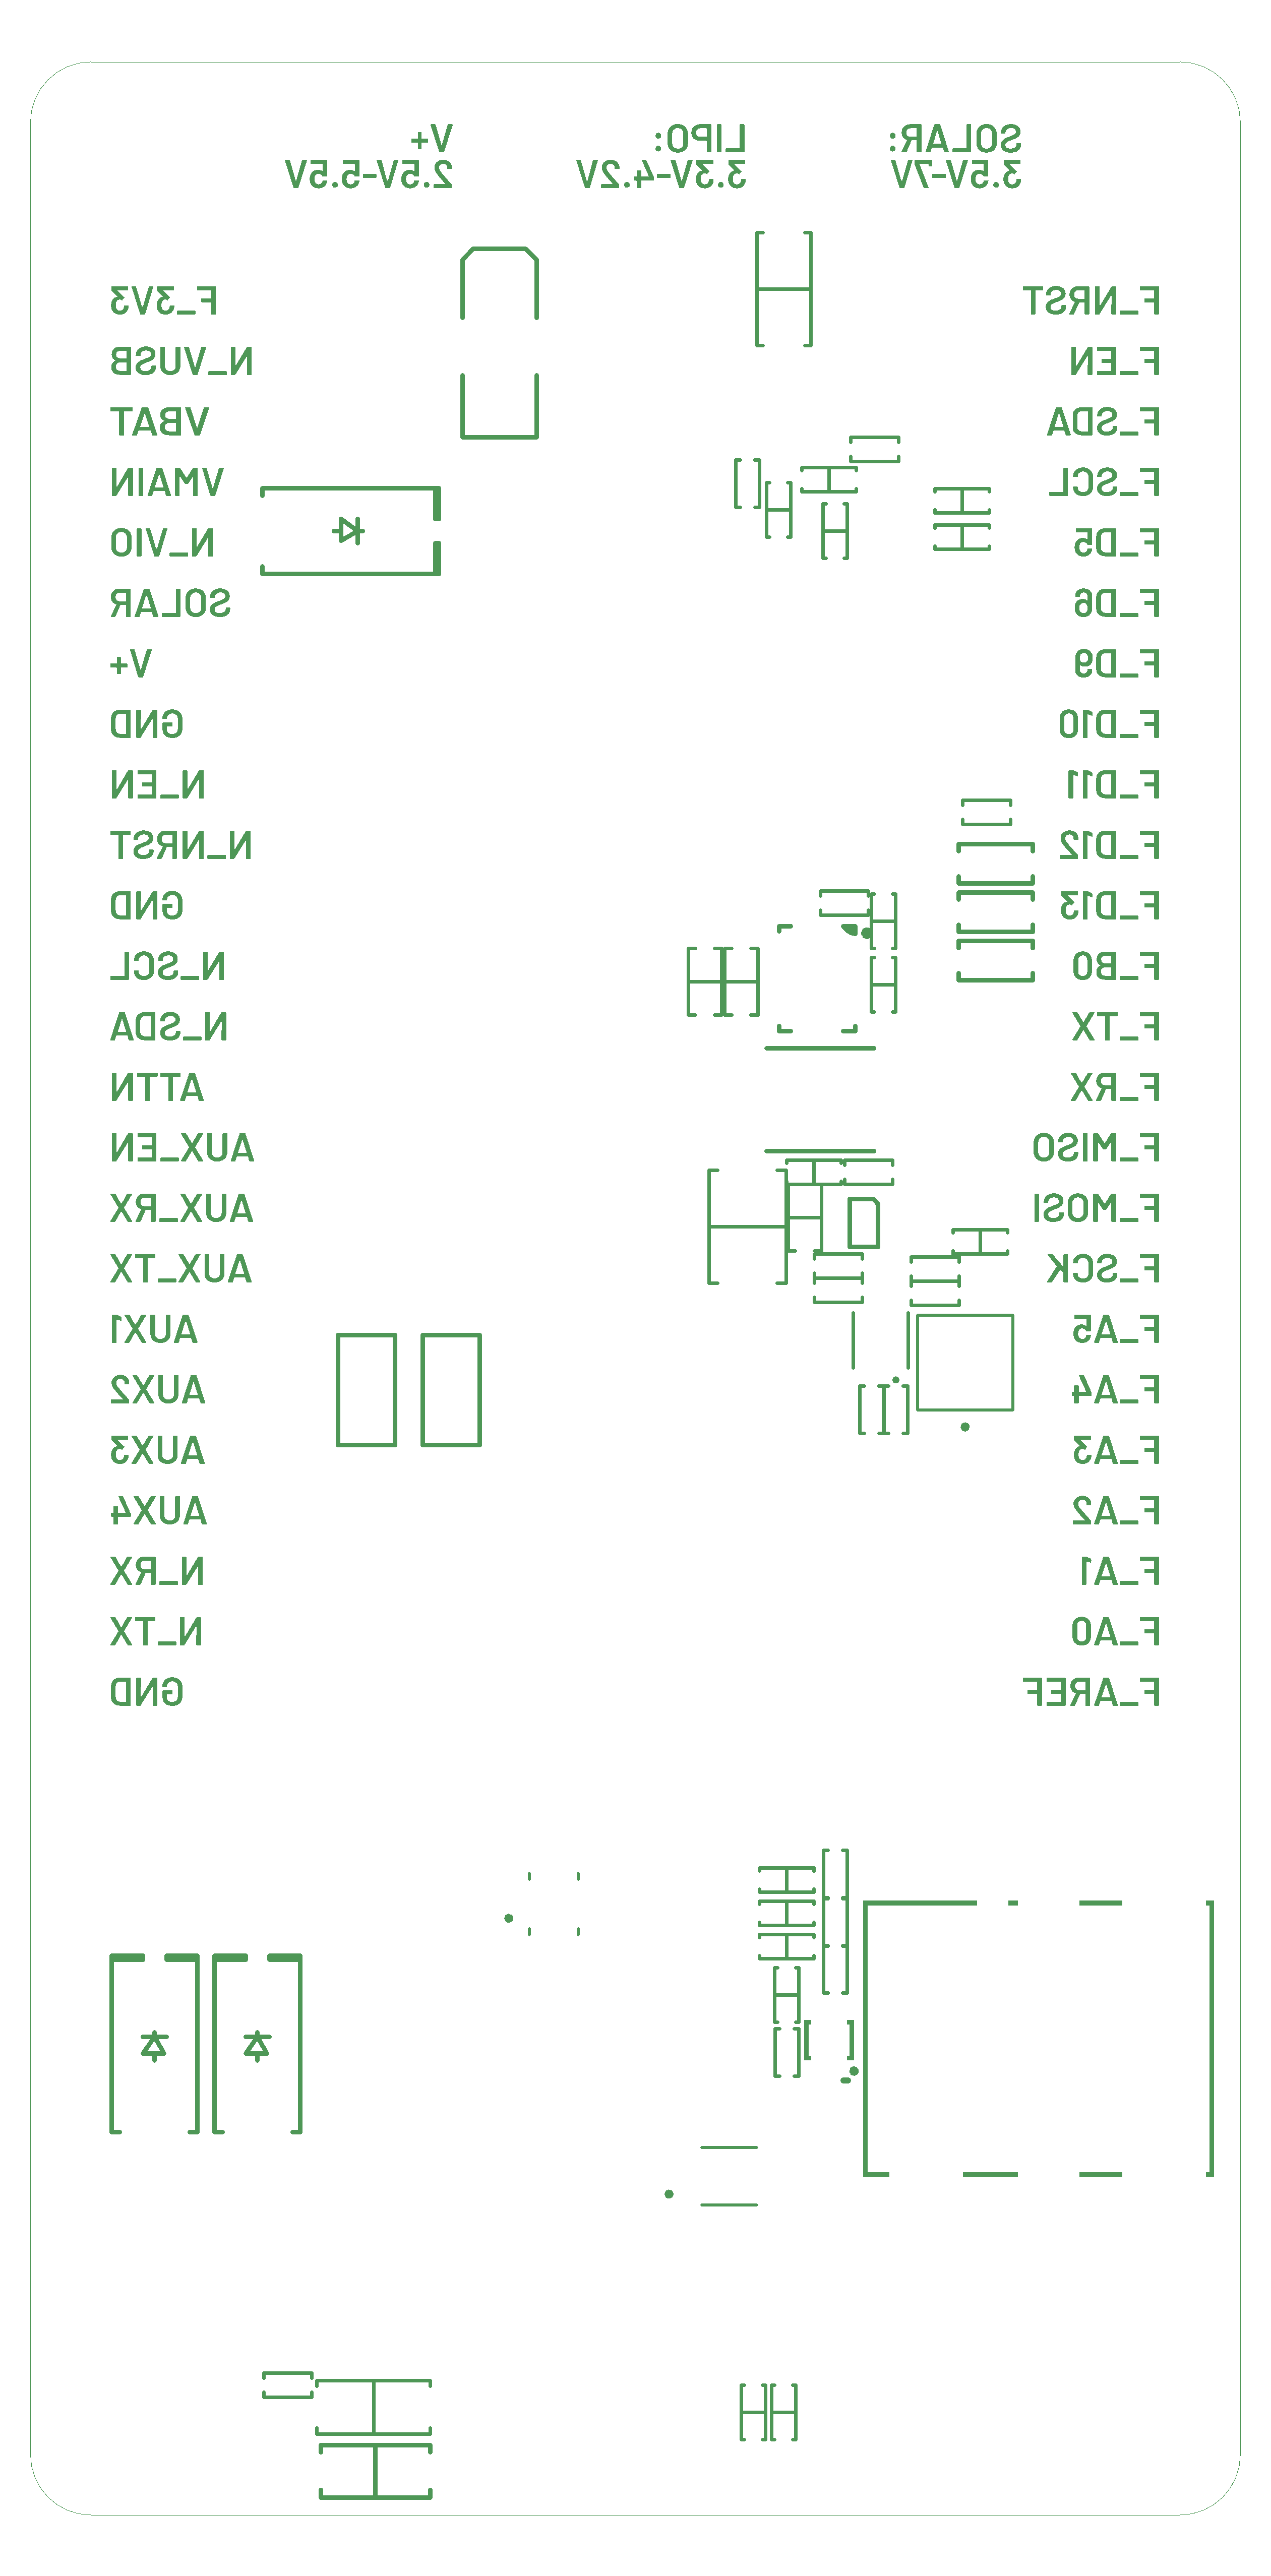 SOLAR:
3.5V-7V
LIPO:
3.3V-4.2V
V+
2.5V-5.5V
F_NRST
F_EN
F_SDA
F_SCL
F_D5
F_D6
F_D9
F_D10
F_D11
F_D12
F_D13
F_B0
F_TX
F_RX
F_MISO
F_MOSI
F_SCK
F_A5
F_A4
F_A3
F_A2
F_A1
F_A0
F_AREF
F_3V3
N_VUSB
VBAT
VMAIN
N_VIO
SOLAR
V+
GND
N_EN
N_NRST
GND
N_SCL
N_SDA
ATTN
AUX_EN
AUX_RX
AUX_TX
AUX1
AUX2
AUX3
AUX4
N_RX
N_TX
GND